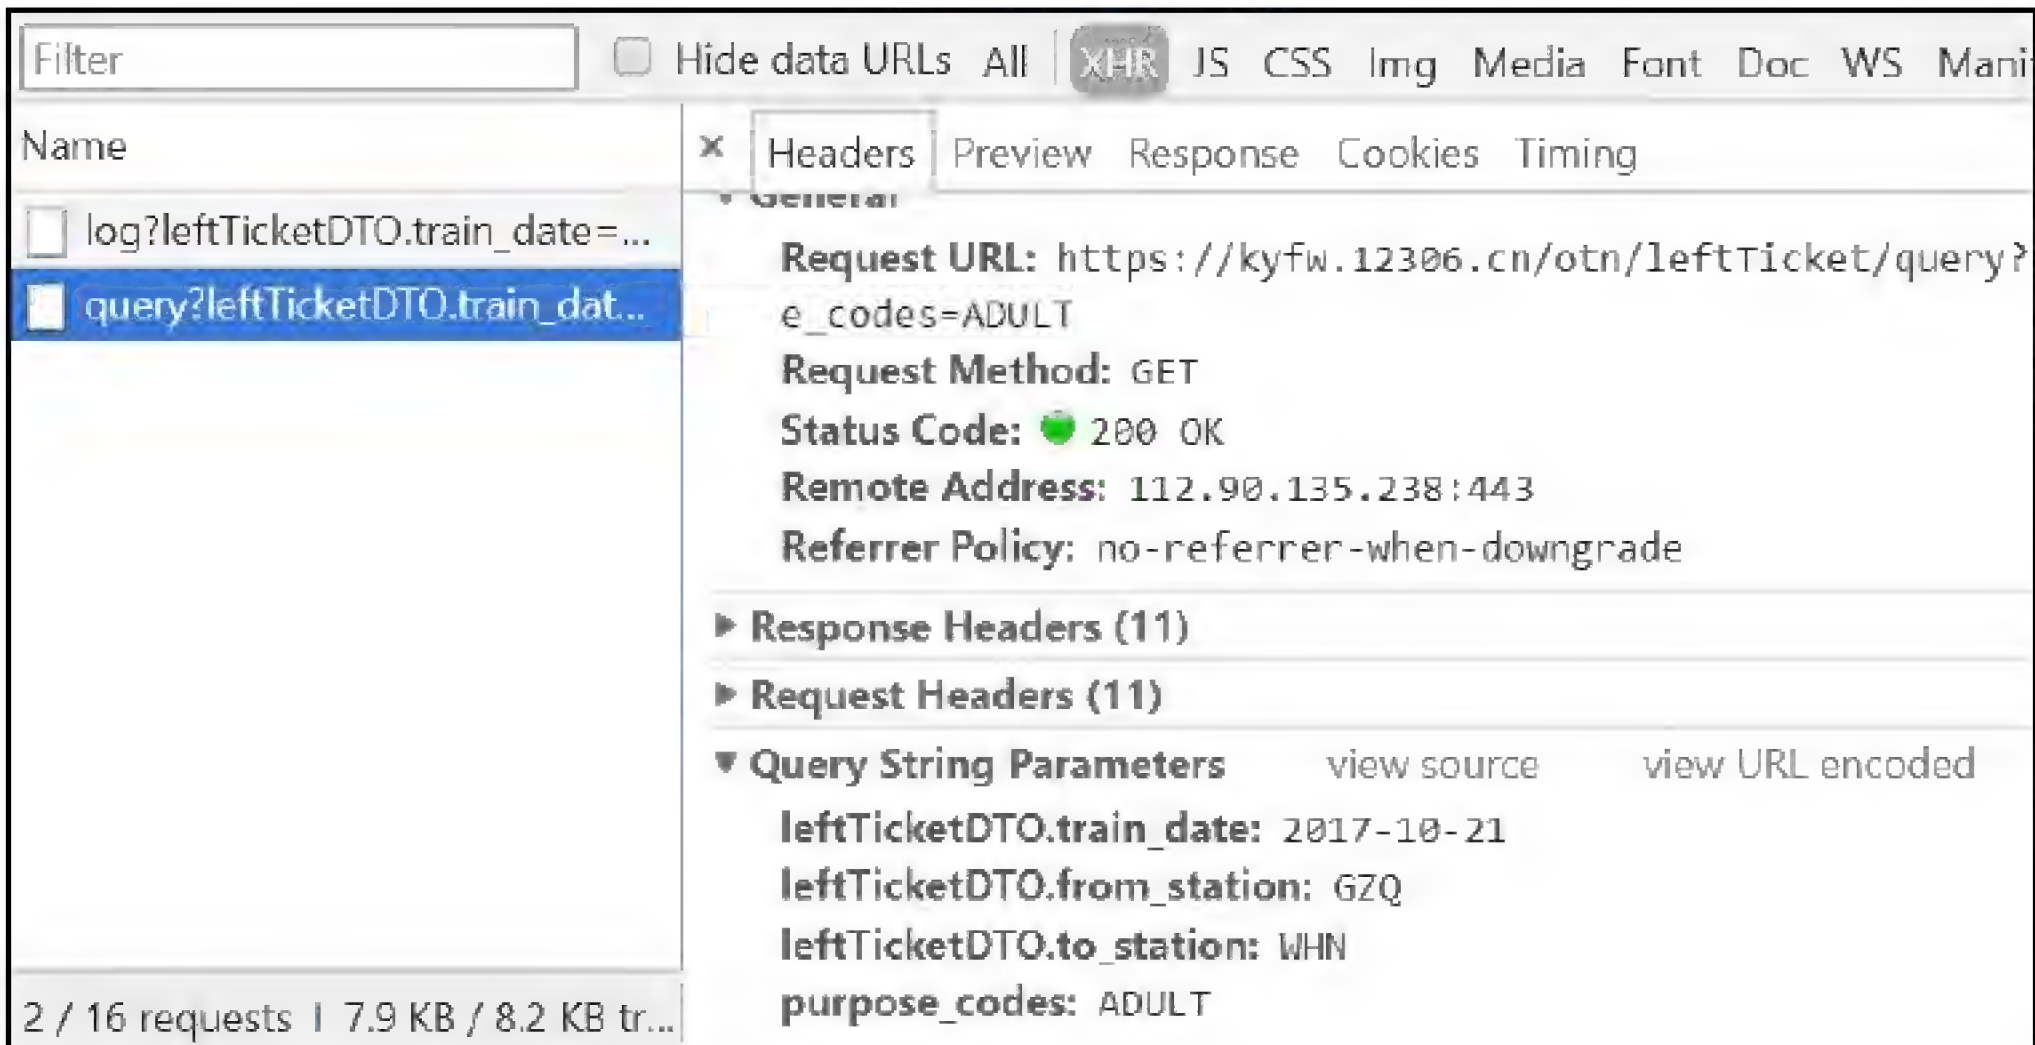 Filter Hide data URLs All XHR JS CSS Img Media Font Doc WS Mani
Name
× Headers Preview Response Cookies Timing
General
log?leftTicketDTO.train_date=...
query?leftTicketDTO.train_dat...
Request URL: https://kyfw.12306.cn/otn/leftTicket/query?
e_codes=ADULT
Request Method: GET
Status Code: 200 OK
Remote Address: 112.90.135.238:443
Referrer Policy: no-referrer-when-downgrade
Response Headers (11)
Request Headers (11)
Query String Parameters view source view URL encoded
leftTicketDTO.train_date: 2017-10-21
leftTicketDTO.from_station: GZQ
leftTicketDTO.to_station: WHN
purpose_codes: ADULT
2 / 16 requests | 7.9 KB / 8.2 KB tr...